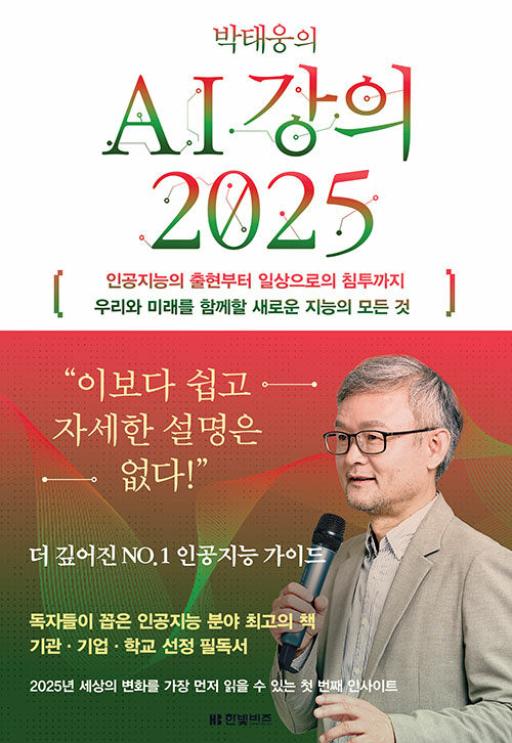 박태웅의
AI 강의
2025
인공지능의 출현부터 일상으로의 침투까지
우리와 미래를 함께할 새로운 지능의 모든 것
“이보다 쉽고
자세한 설명은
없다!”
더 깊어진 NO.1 인공지능 가이드
독자들이 꼽은 인공지능 분야 최고의 책
기관·기업·학교 선정 필독서
2025년 세상의 변화를 가장 먼저 읽을 수 있는 첫 번째 인사이트
HB 한빛비즈